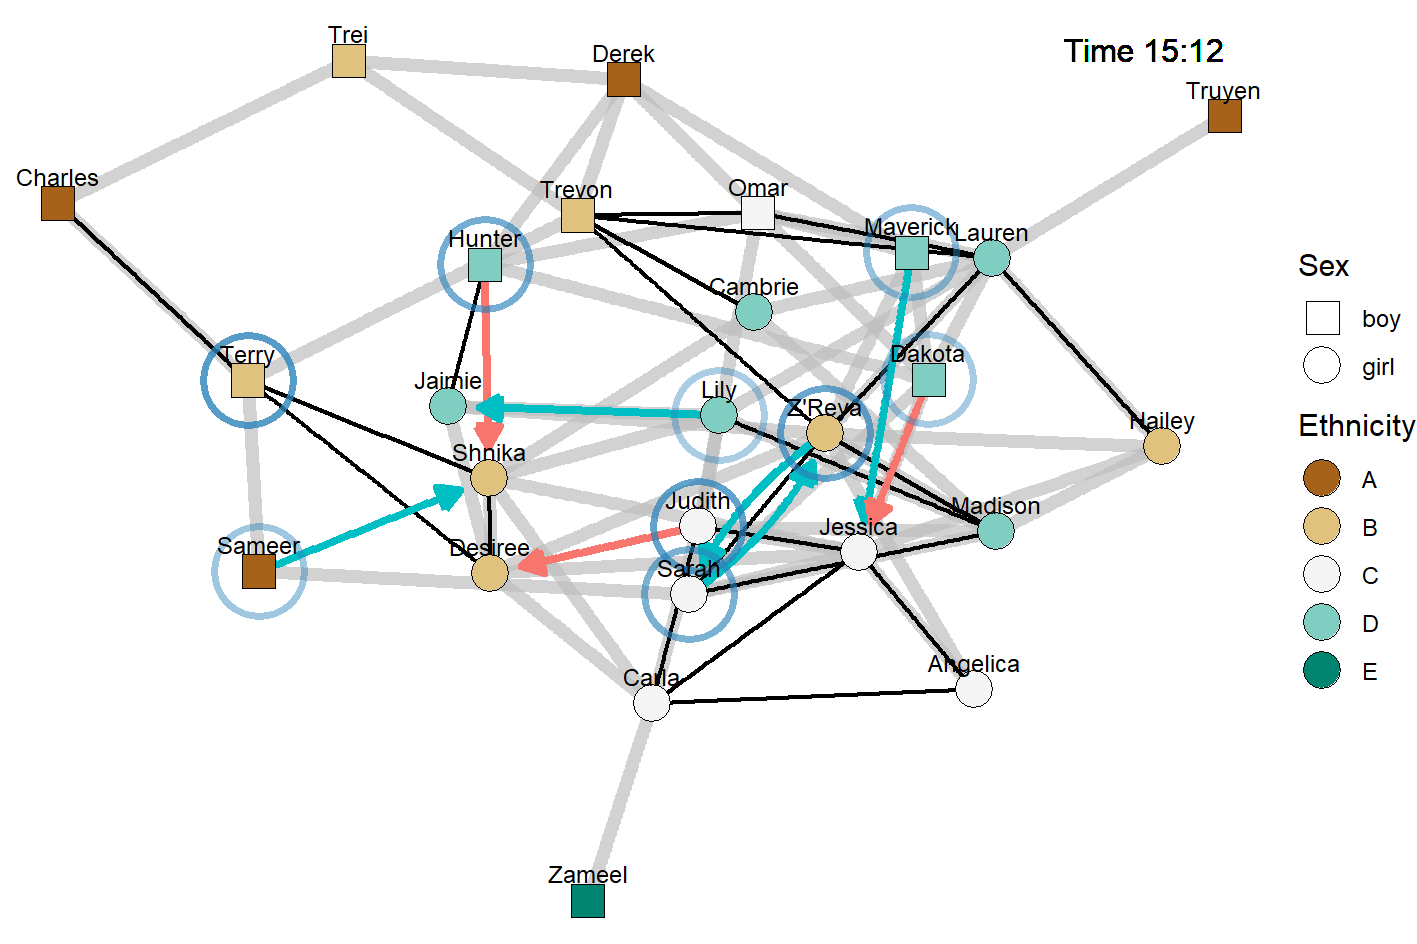 Trei
Derek
Time 15:12
Truyen
Charles
Trevon
Omar
Hunter
Maverick
Lauren
Sex
Cambrie
boy
Terry
Dakota
girl
Jaimie
Lily
Z'Reya
Hailey
Ethnicity
Shnika
A
Judith
Jessica
Madison
B
Sameer
Desiree
Sarah
C
D
Carla
Angelica
E
Zameel